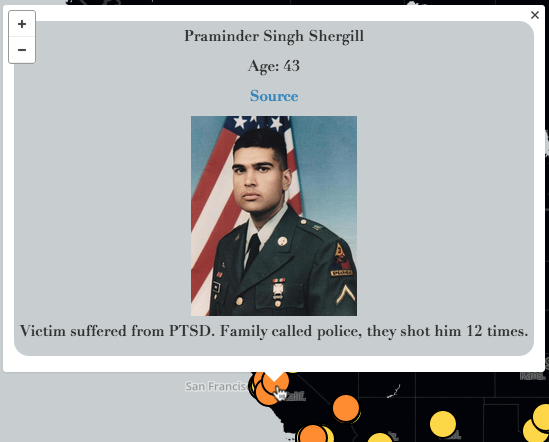 +
×
−
Praminder Singh Shergill
Age: 43
Source
Victim suffered from PTSD. Family called police, they shot him 12 times.
San Francis